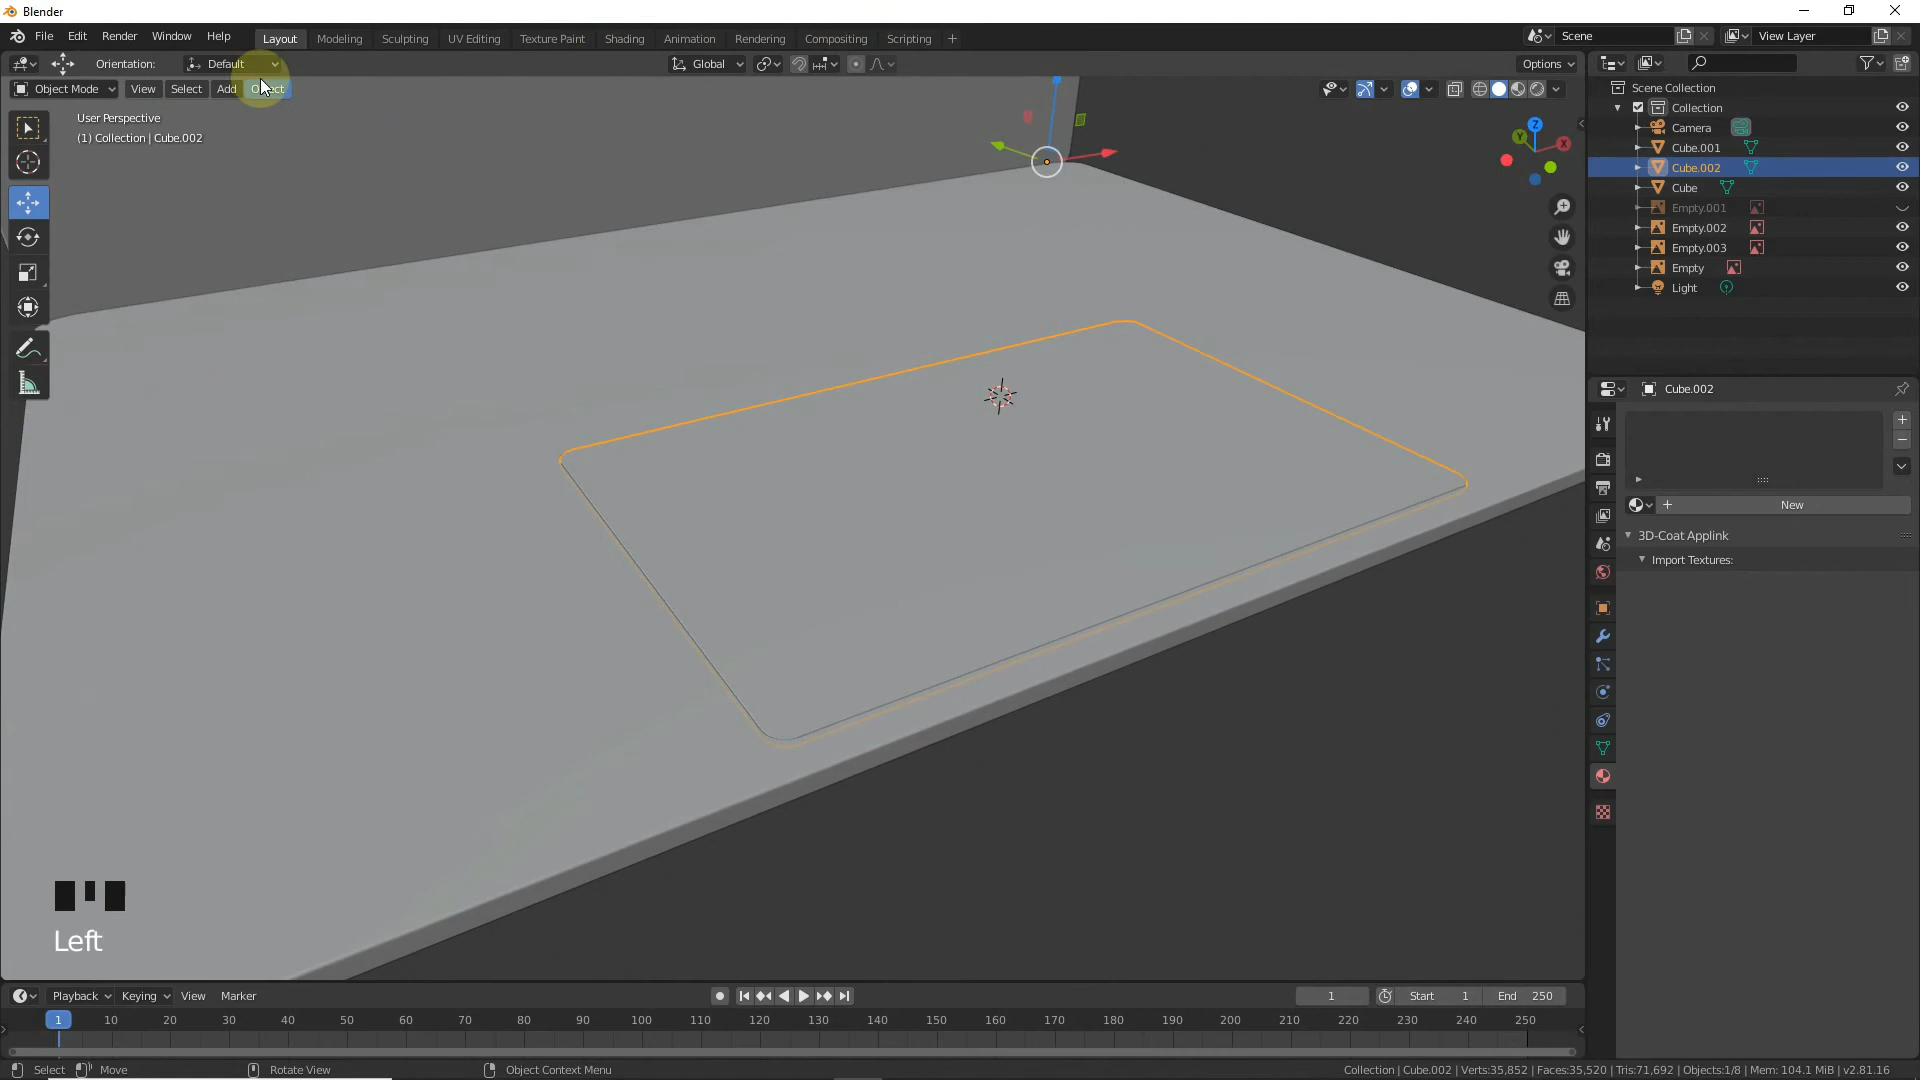 Blender
File Edit Render Window Help Layout Modeling Sculpting UV Editing Texture Paint Shading Animation Rendering Compositing Scripting + Scene View Layer
Orientation: Default Global Options
Object Mode View Select Add Object
User Perspective
(1) Collection | Cube.002
Z
Y
X
Scene Collection
Collection
Camera
Cube.001
Cube.002
Cube
Empty.001
Empty.002
Empty.003
Empty
Light
Cube.002
+ New
3D-Coat Applink
Import Textures:
Left
Playback Keying View Marker 1 Start 1 End 250
1 10 20 30 40 50 60 70 80 90 100 110 120 130 140 150 160 170 180 190 200 210 220 230 240 250
Select Move Rotate View Object Context Menu Collection | Cube.002 | Verts:35,852 | Faces:35,520 | Tris:71,692 | Objects:1/8 | Mem: 104.1 MiB | v2.81.16